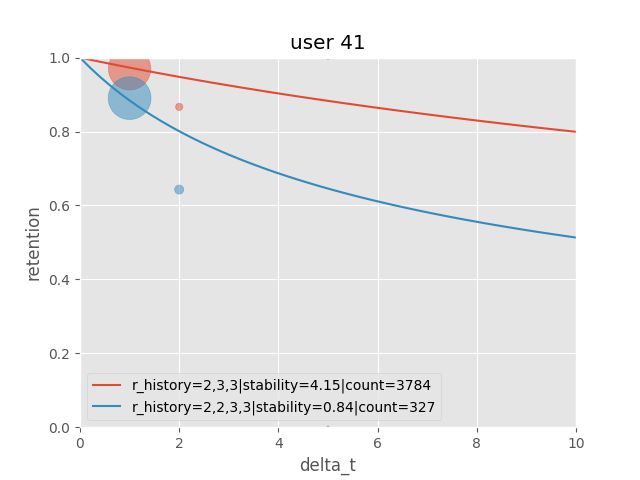 user 41
1.0
0.8
0.6
0.4
0.2
0.0
retention
r_history=2,3,3|stability=4.15|count=3784
r_history=2,2,3,3|stability=0.84|count=327
0 2 4 6 8 10
delta_t